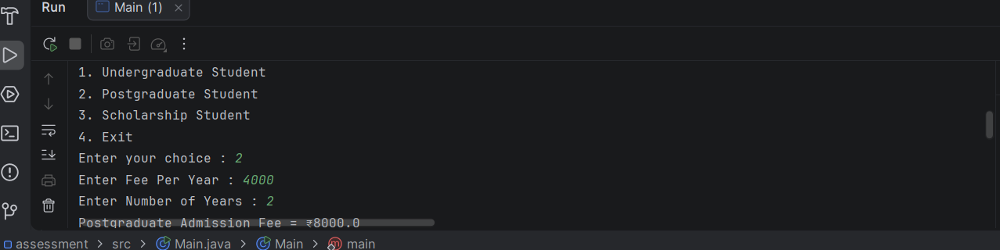 Run Main (1)
1. Undergraduate Student
2. Postgraduate Student
3. Scholarship Student
4. Exit
Enter your choice : 2
Enter Fee Per Year : 4000
Enter Number of Years : 2
Postgraduate Admission Fee = ₹8000.0
assessment > src > Main.java > Main > main